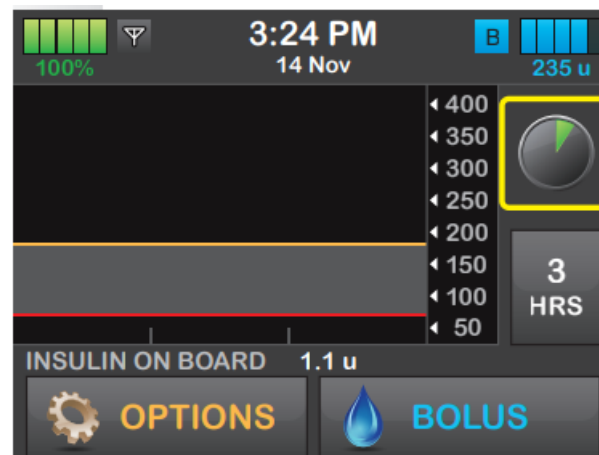 3:24 PM
B
100%
14 Nov
235 u
400
350
300
250
200
150
100
50
3
HRS
INSULIN ON BOARD 1.1 u
OPTIONS
BOLUS